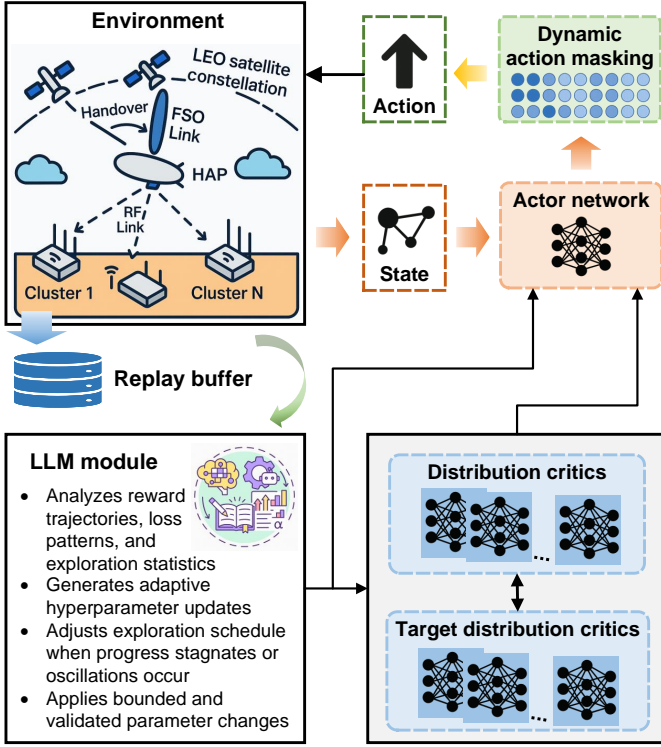 Environment
LEO satellite
constellation
Handover
FSO
Link
HAP
RF
Link
Cluster 1
Cluster N
Action
Dynamic
action masking
State
Actor network
Replay buffer
LLM module
• Analyzes reward
trajectories, loss
patterns, and
exploration statistics
• Generates adaptive
hyperparameter updates
• Adjusts exploration schedule
when progress stagnates or
oscillations occur
• Applies bounded and
validated parameter changes
α
Distribution critics
...
Target distribution critics
...